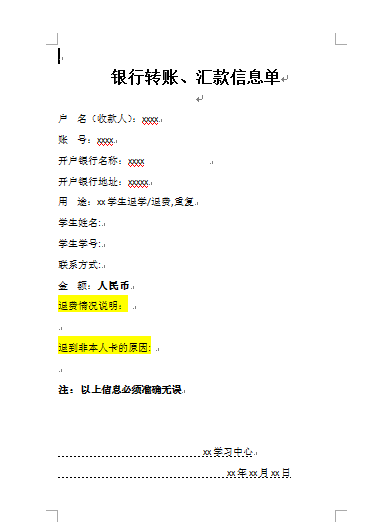 银行转账、汇款信息单
户 名（收款人）：xxxx
账 号：xxxx
开户银行名称：xxxx
开户银行地址：xxxxx
用 途：xx学生退学/退费,重复
学生姓名:
学生学号:
联系方式:
金 额：人民币
退费情况说明：
退到非本人卡的原因:
注：以上信息必须准确无误
xx学习中心
xx年xx月xx日